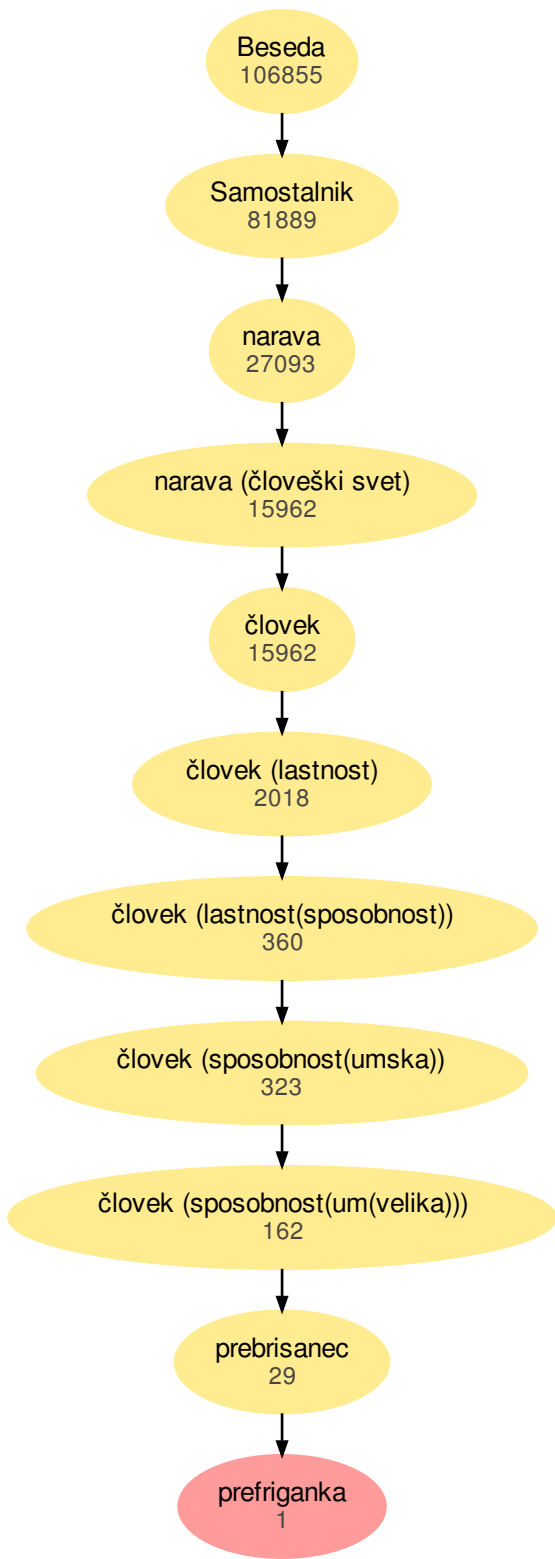 Beseda
106855
Samostalnik
81889
narava
27093
narava (človeški svet)
15962
človek
15962
človek (lastnost)
2018
človek (lastnost(sposobnost))
360
človek (sposobnost(umska))
323
človek (sposobnost(um(velika)))
162
prebrisanec
29
prefriganka
1